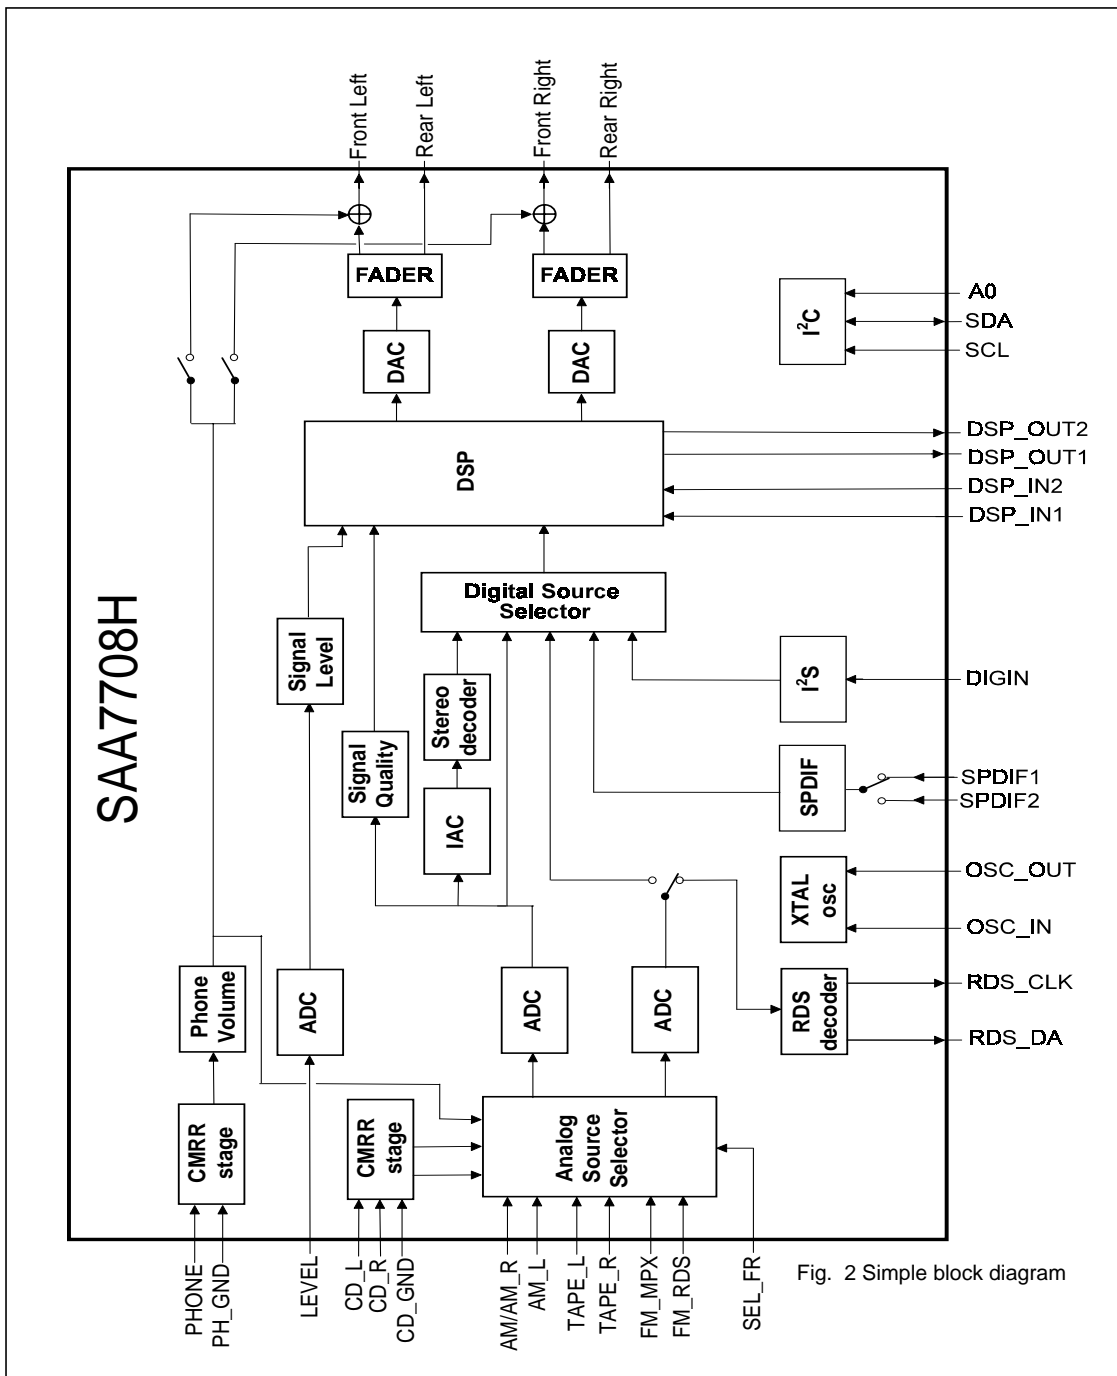 Front Left
Rear Left
Front Right
Rear Right
FADER
FADER
DAC
DAC
I²C
A0
SDA
SCL
DSP
DSP_OUT2
DSP_OUT1
DSP_IN2
DSP_IN1
SAA7708H
Digital Source
Selector
Signal
Level
Signal
Quality
Stereo
decoder
IAC
I²S
DIGIN
SPDIF
SPDIF1
SPDIF2
XTAL
osc
OSC_OUT
OSC_IN
Phone
Volume
ADC
ADC
ADC
RDS
decoder
RDS_CLK
RDS_DA
CMRR
stage
CMRR
stage
Analog
Source
Selector
PHONE
PH_GND
LEVEL
CD_L
CD_R
CD_GND
AM/AM_R
AM_L
TAPE_L
TAPE_R
FM_MPX
FM_RDS
SEL_FR
Fig. 2 Simple block diagram